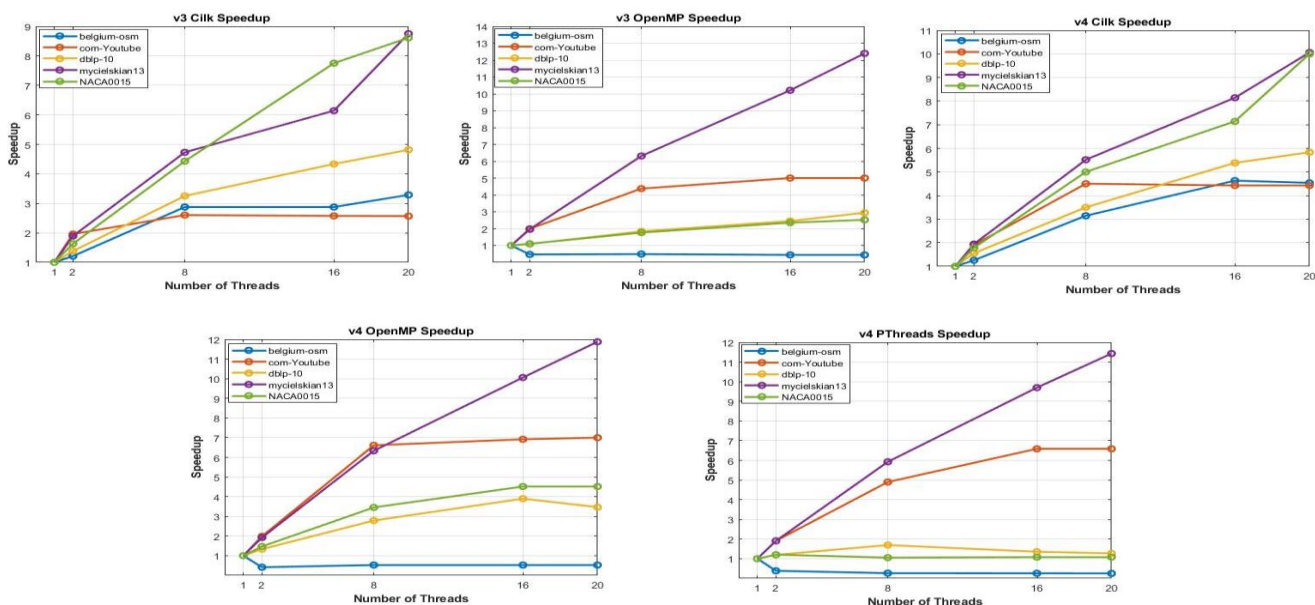 v3 Cilk Speedup
9
8
7
6
5
4
3
2
1
Speedup
belgium-osm
com-Youtube
dblp-10
mycielskian13
NACA0015
1 2 8 16 20
Number of Threads
v3 OpenMP Speedup
14
13
12
11
10
9
8
7
6
5
4
3
2
1
Speedup
belgium-osm
com-Youtube
dblp-10
mycielskian13
NACA0015
1 2 8 16 20
Number of Threads
v4 Cilk Speedup
11
10
9
8
7
6
5
4
3
2
1
Speedup
belgium-osm
com-Youtube
dblp-10
mycielskian13
NACA0015
1 2 8 16 20
Number of Threads
v4 OpenMP Speedup
12
11
10
9
8
7
6
5
4
3
2
1
Speedup
belgium-osm
com-Youtube
dblp-10
mycielskian13
NACA0015
1 2 8 16 20
Number of Threads
v4 PThreads Speedup
12
11
10
9
8
7
6
5
4
3
2
1
Speedup
belgium-osm
com-Youtube
dblp-10
mycielskian13
NACA0015
1 2 8 16 20
Number of Threads